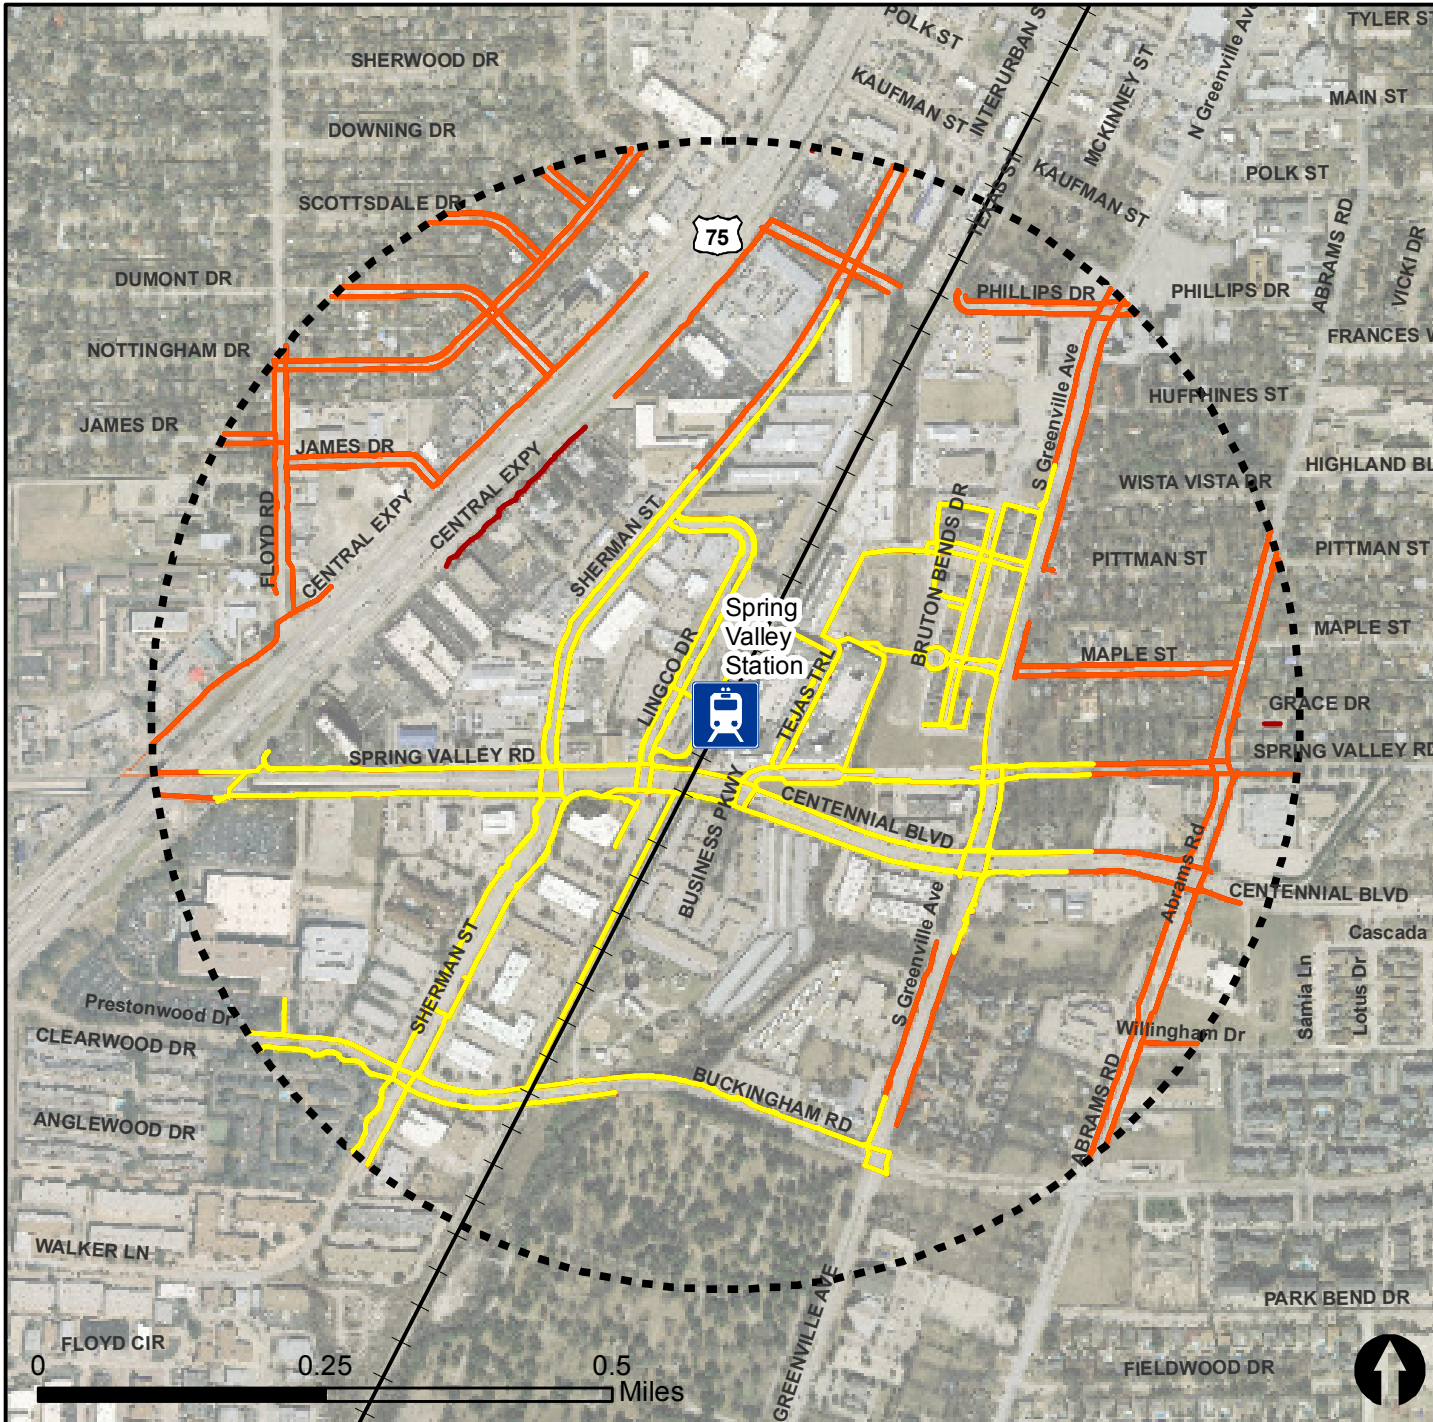 POLK ST
INTERURBAN S
TYLER ST
SHERWOOD DR
KAUFMAN ST
MCKINNEY ST
N Greenville Ave
MAIN ST
DOWNING DR
TEXAS ST
KAUFMAN ST
POLK ST
SCOTTSDALE DR
75
ABRAMS RD
VICKI DR
DUMONT DR
PHILLIPS DR
PHILLIPS DR
NOTTINGHAM DR
FRANCES W
S Greenville Ave
HUFFHINES ST
JAMES DR
JAMES DR
CENTRAL EXPY
HIGHLAND BL
WISTA VISTA DR
FLOYD RD
CENTRAL EXPY
SHERMAN ST
BRUTON BENDS DR
PITTMAN ST
PITTMAN ST
Spring
Valley
Station
LINGCO DR
TEJAS TRL
MAPLE ST
MAPLE ST
GRACE DR
SPRING VALLEY RD
SPRING VALLEY RD
BUSINESS PKWY
CENTENNIAL BLVD
Abrams Rd
CENTENNIAL BLVD
SHERMAN ST
S Greenville Ave
Cascada
Samia Ln
Lotus Dr
Prestonwood Dr
CLEARWOOD DR
Willingham Dr
BUCKINGHAM RD
ABRAMS RD
ANGLEWOOD DR
WALKER LN
GREENVILLE AVE
PARK BEND DR
FLOYD CIR
FIELDWOOD DR
0 0.25 0.5
Miles